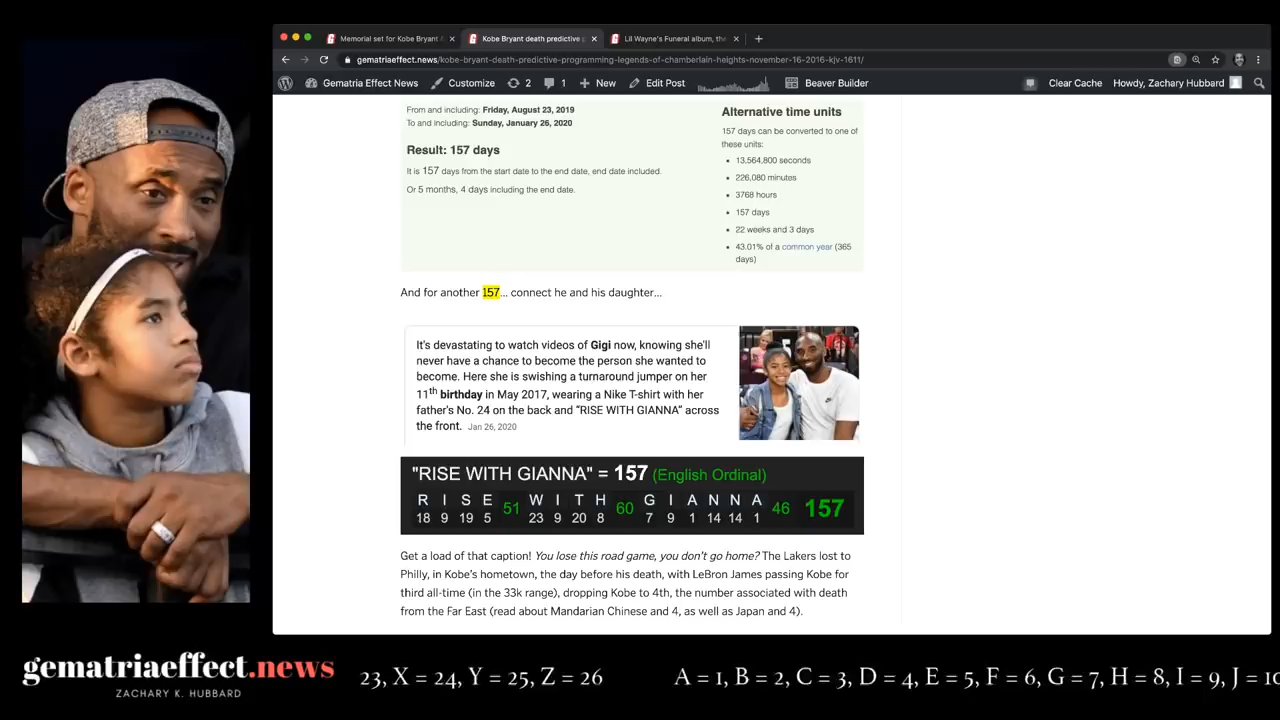 Memorial set for Kobe Bryant &
Kobe Bryant death predictive p
Lil Wayne's Funeral album, the
gematriaeffect.news/kobe-bryant-death-predictive-programming-legends-of-chamberlain-heights-november-16-2016-kjv-1611/
Gematria Effect News Customize 2 1 + New Edit Post Beaver Builder Clear Cache Howdy, Zachary Hubbard
From and including: Friday, August 23, 2019
To and including: Sunday, January 26, 2020
Result: 157 days
It is 157 days from the start date to the end date, end date included.
Or 5 months, 4 days including the end date.
Alternative time units
157 days can be converted to one of
these units:
• 13,564,800 seconds
• 226,080 minutes
• 3768 hours
• 157 days
• 22 weeks and 3 days
• 43.01% of a common year (365
days)
And for another 157... connect he and his daughter...
It's devastating to watch videos of Gigi now, knowing she'll
never have a chance to become the person she wanted to
become. Here she is swishing a turnaround jumper on her
11th birthday in May 2017, wearing a Nike T-shirt with her
father's No. 24 on the back and “RISE WITH GIANNA” across
the front. Jan 26, 2020
"RISE WITH GIANNA" = 157 (English Ordinal)
R I S E 51 W I T H 60 G I A N N A 46 157
18 9 19 5 23 9 20 8 7 9 1 14 14 1
Get a load of that caption! You lose this road game, you don't go home? The Lakers lost to
Philly, in Kobe's hometown, the day before his death, with LeBron James passing Kobe for
third all-time (in the 33k range), dropping Kobe to 4th, the number associated with death
from the Far East (read about Mandarian Chinese and 4, as well as Japan and 4).
gematriaeffect.news
ZACHARY K. HUBBARD
23, X = 24, Y = 25, Z = 26 A = 1, B = 2, C = 3, D = 4, E = 5, F = 6, G = 7, H = 8, I = 9, J = 10